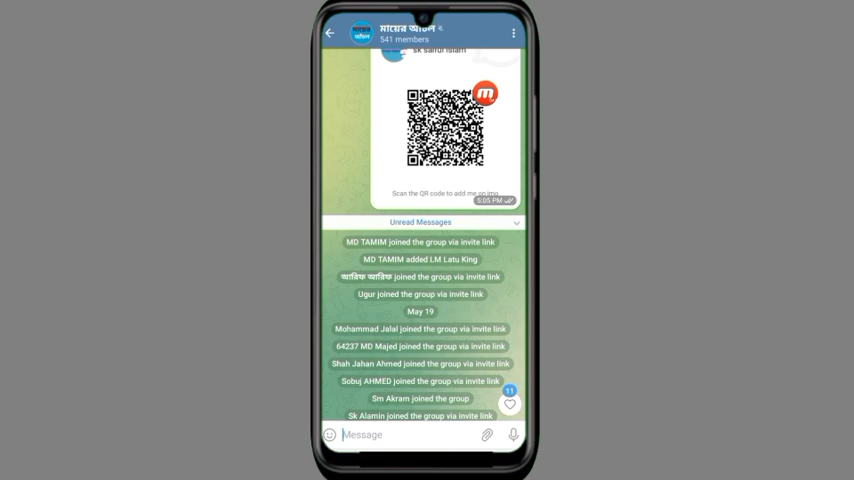 মায়ের আঁচল
541 members
sk saiful islam
Scan the QR code to add me on imo
5:05 PM
Unread Messages
MD TAMIM joined the group via invite link
MD TAMIM added I.M Latu King
আরিফ আরিফ joined the group via invite link
Ugur joined the group via invite link
May 19
Mohammad Jalal joined the group via invite link
64237 MD Majed joined the group via invite link
Shah Jahan Ahmed joined the group via invite link
Sobuj AHMED joined the group via invite link
11
Sm Akram joined the group
Sk Alamin joined the group via invite link
Message